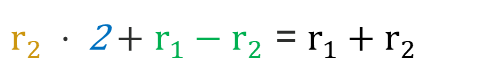 r₂ · 2 + r₁ − r₂ = r₁ + r₂